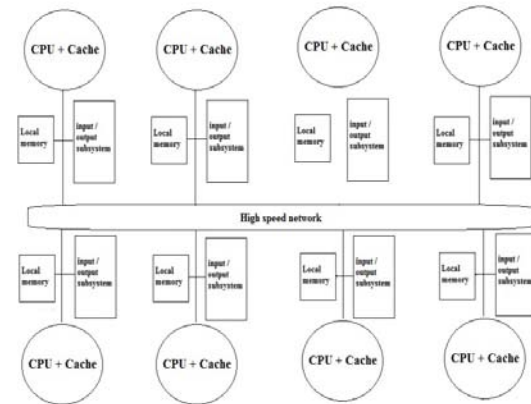 CPU + Cache
CPU + Cache
CPU + Cache
CPU + Cache
Local
memory
input /
output
subsystem
Local
memory
input /
output
subsystem
Local
memory
input /
output
subsystem
Local
memory
input /
output
subsystem
High speed network
Local
memory
input /
output
subsystem
Local
memory
input /
output
subsystem
Local
memory
input /
output
subsystem
Local
memory
input /
output
subsystem
CPU + Cache
CPU + Cache
CPU + Cache
CPU + Cache